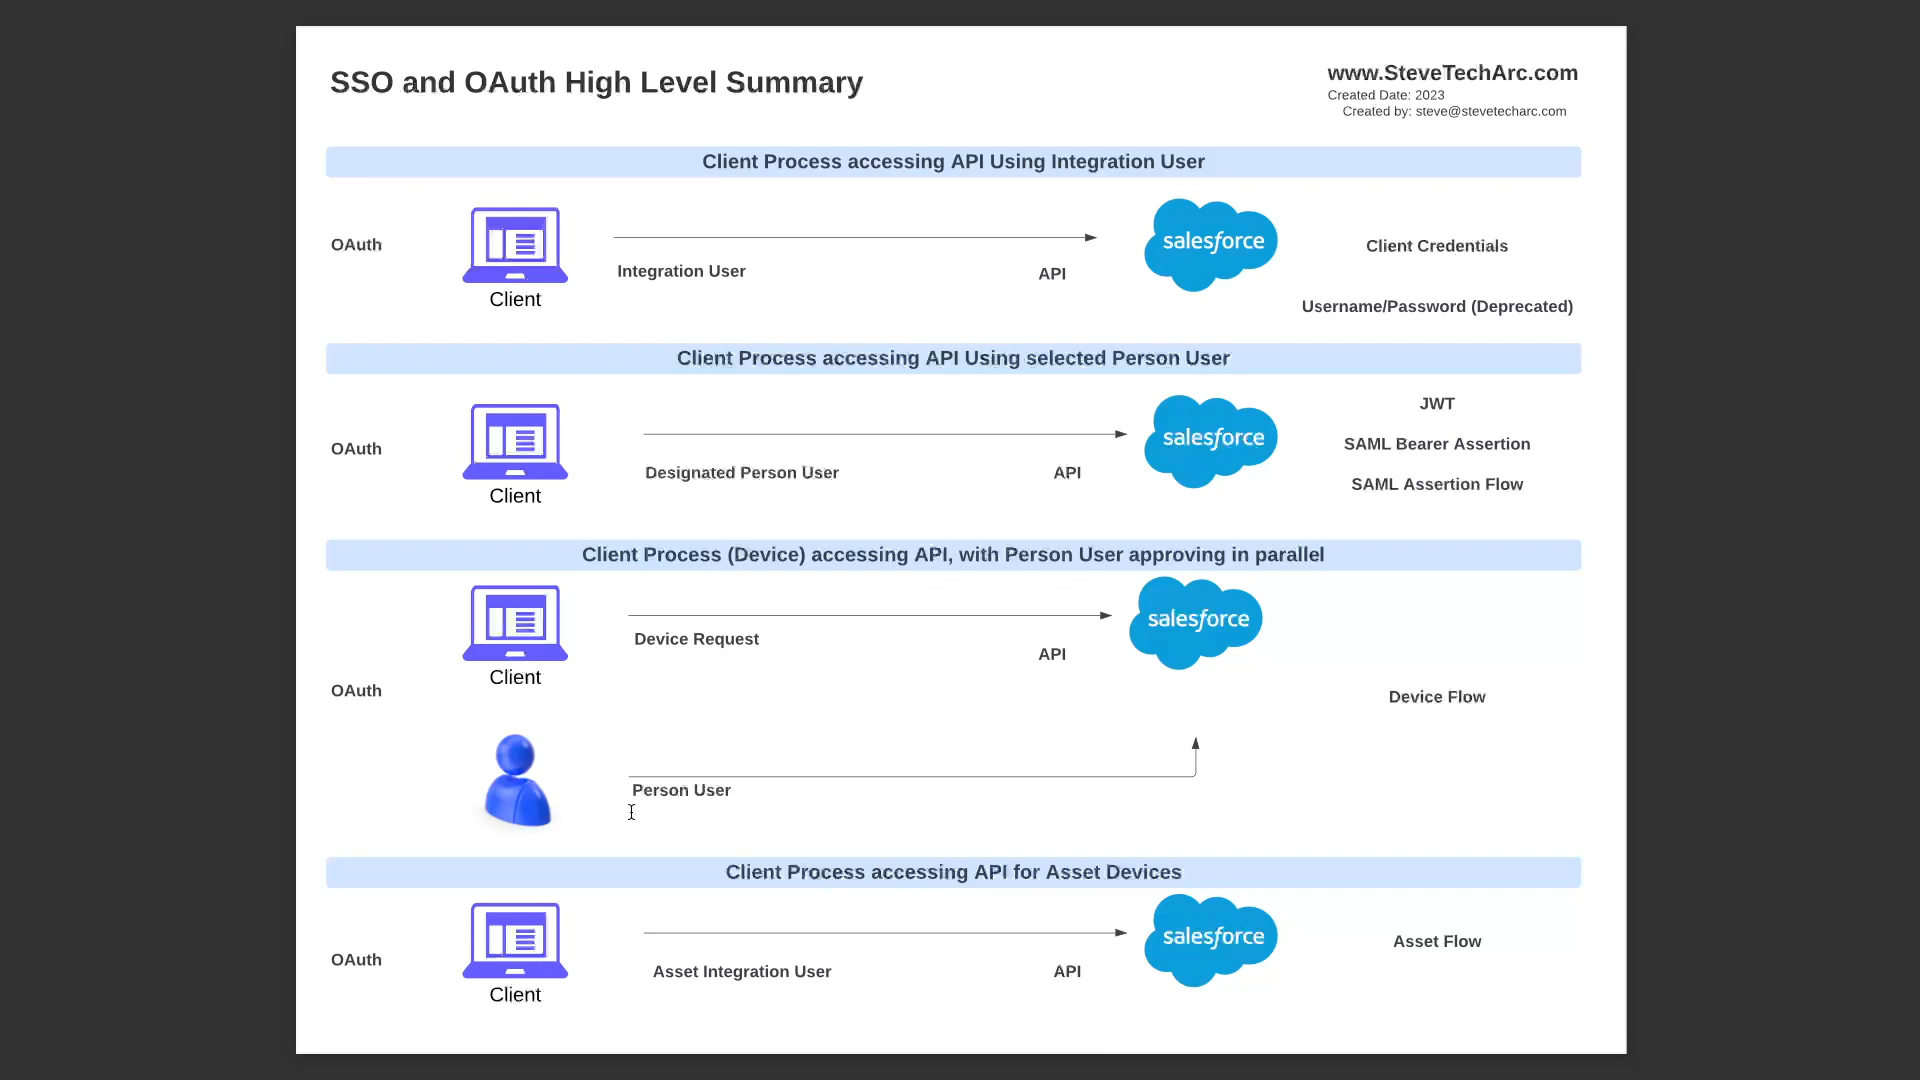 SSO and OAuth High Level Summary
www.SteveTechArc.com
Created Date: 2023
Created by: steve@stevetecharc.com
Client Process accessing API Using Integration User
OAuth
Client
Integration User
API
salesforce
Client Credentials
Username/Password (Deprecated)
Client Process accessing API Using selected Person User
OAuth
Client
Designated Person User
API
salesforce
JWT
SAML Bearer Assertion
SAML Assertion Flow
Client Process (Device) accessing API, with Person User approving in parallel
Client
Device Request
API
salesforce
OAuth
Device Flow
Person User
Client Process accessing API for Asset Devices
OAuth
Client
Asset Integration User
API
salesforce
Asset Flow